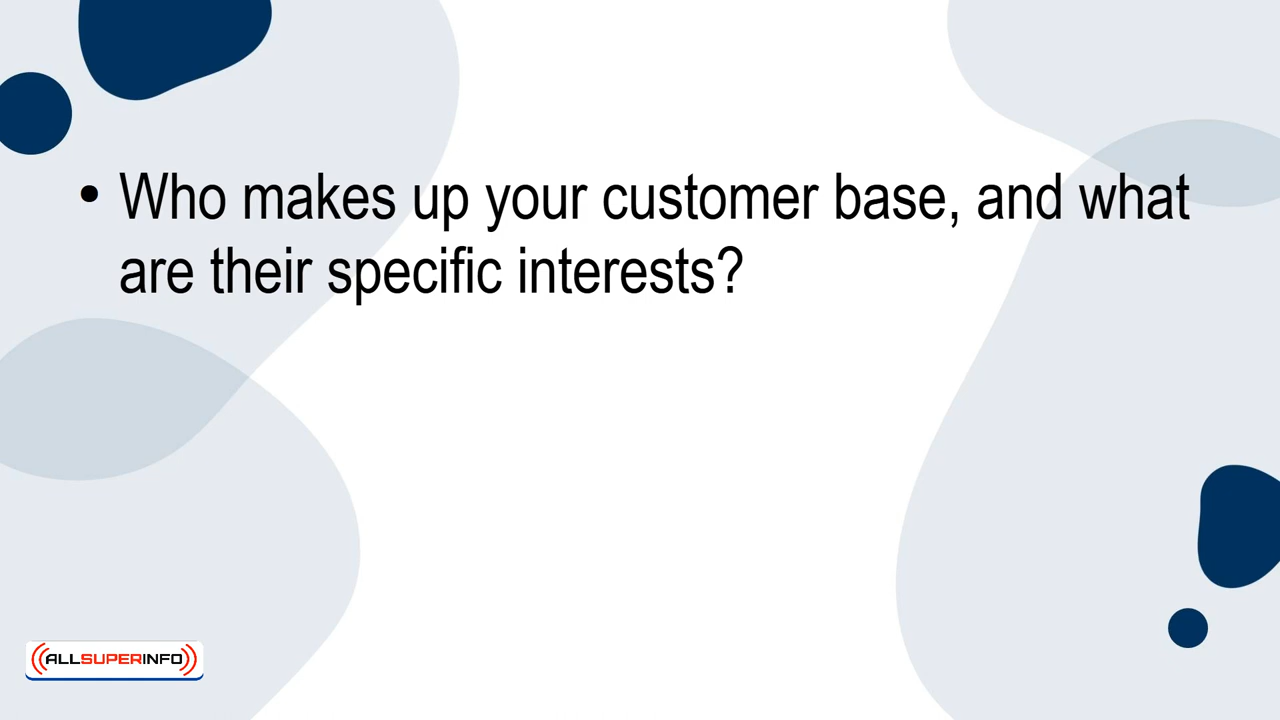 • Who makes up your customer base, and what
are their specific interests?
ALLSUPERINFO